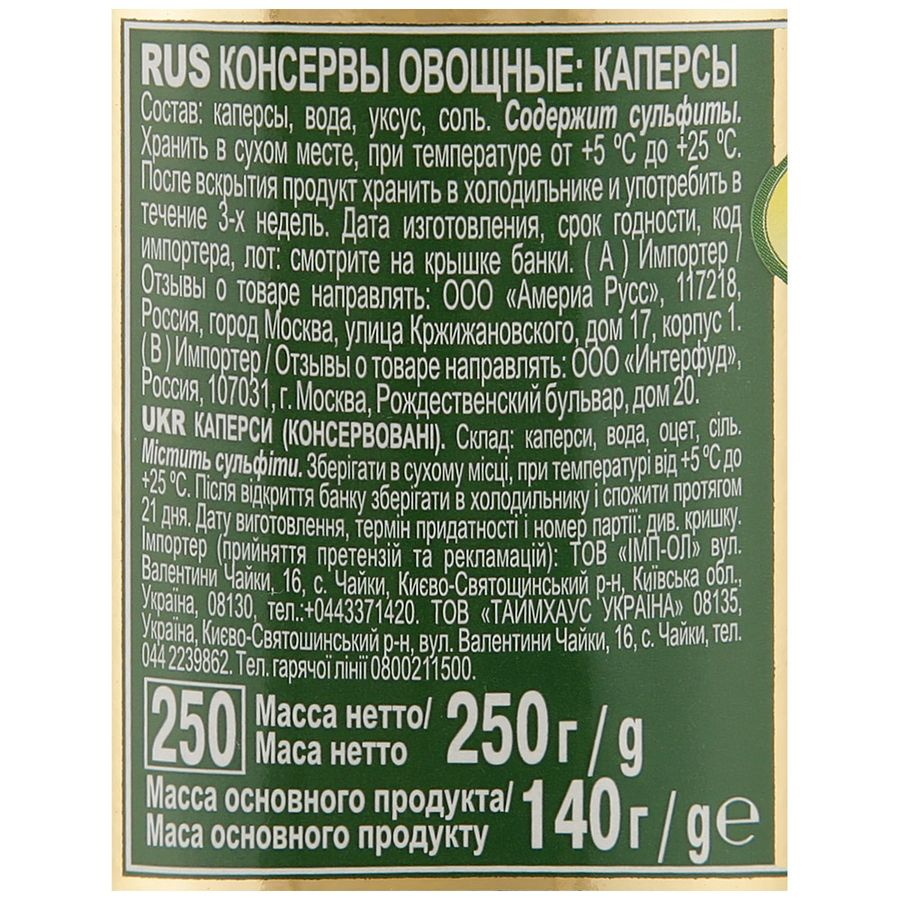 RUS КОНСЕРВЫ ОВОЩНЫЕ: КАПЕРСЫ
Состав: каперсы, вода, уксус, соль. Содержит сульфиты.
Хранить в сухом месте, при температуре от +5 ºС до +25 ºС.
После вскрытия продукт хранить в холодильнике и употребить в
течение 3-х недель. Дата изготовления, срок годности, код
импортера, лот: смотрите на крышке банки. ( А ) Импортер /
Отзывы о товаре направлять: ООО «Америа Русс», 117218,
Россия, город Москва, улица Кржижановского, дом 17, корпус 1.
( В ) Импортер / Отзывы о товаре направлять: ООО «Интерфуд»,
Россия, 107031, г. Москва, Рождественский бульвар, дом 20.
UKR КАПЕРСИ (КОНСЕРВОВАНІ). Склад: каперси, вода, оцет, сіль.
Містить сульфіти. Зберігати в сухому місці, при температурі від +5 ºС до
+25 ºС. Після відкриття банку зберігати в холодильнику і спожити протягом
21 дня. Дату виготовлення, термін придатності і номер партії: див. кришку.
Імпортер (прийняття претензій та рекламацій): ТОВ «ІМП-ОЛ» вул.
Валентини Чайки, 16, с. Чайки, Києво-Святощинський р-н, Київська обл.,
Україна, 08130, тел.:+0443371420. ТОВ «ТАЙМХАУС УКРАЇНА» 08135,
Україна, Києво-Святошинський р-н, вул. Валентини Чайки, 16, с. Чайки, тел.
044 2239862. Тел. гарячої лінії 0800211500.
250 Масса нетто/ 250 г / g
Маса нетто
Масса основного продукта/ 140 г / g e
Маса основного продукту